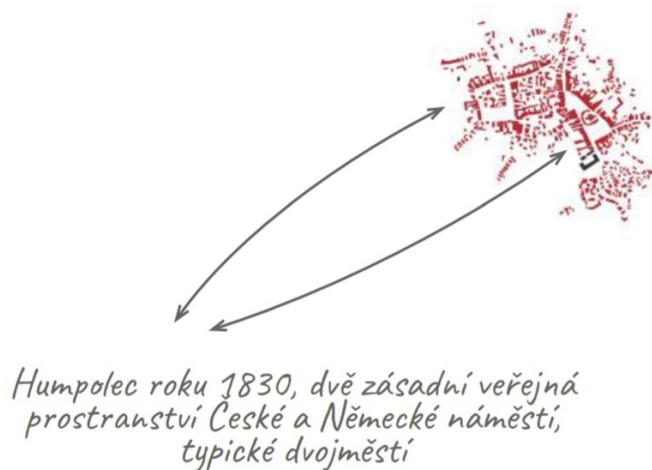 Humpolec roku 1830, dvě zásadní veřejná
prostranství České a Německé náměstí,
typické dvojměstí